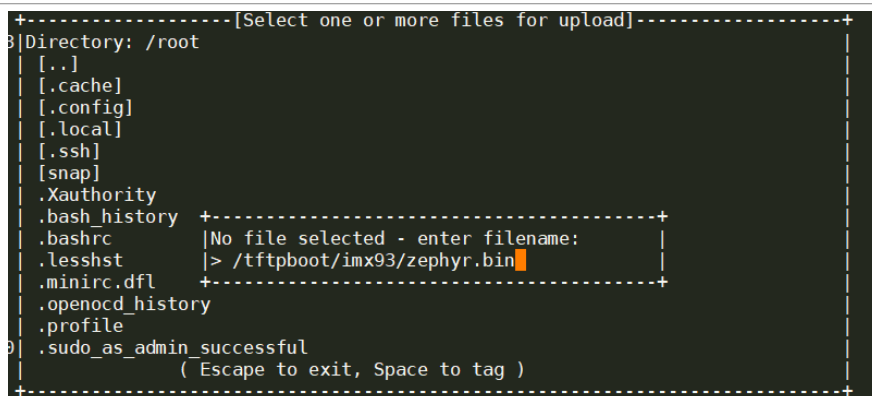 +-------------------[Select one or more files for upload]-------------------+
3|Directory: /root |
| [..] |
| [.cache] |
| [.config] |
| [.local] |
| [.ssh] |
| [snap] |
| .Xauthority |
| .bash_history +-----------------------------------------+ |
| .bashrc |No file selected - enter filename: | |
| .lesshst |> /tftpboot/imx93/zephyr.bin | |
| .minirc.dfl +-----------------------------------------+ |
| .openocd_history |
| .profile |
0| .sudo_as_admin_successful |
| ( Escape to exit, Space to tag ) |
+---------------------------------------------------------------------------+